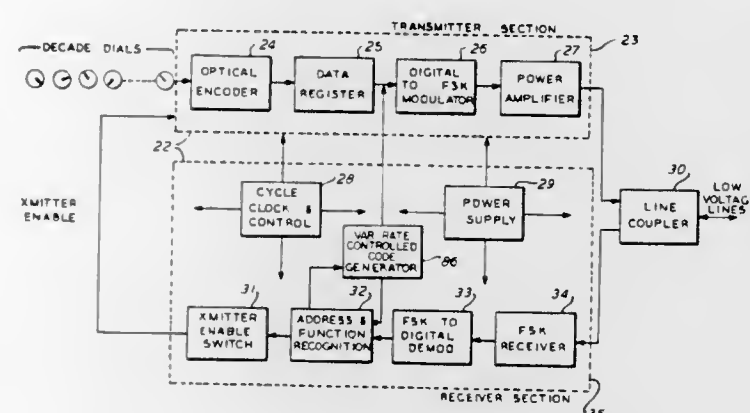 TRANSMITTER SECTION
DECADE DIALS
24
25
26
27
23
OPTICAL
ENCODER
DATA
REGISTER
DIGITAL
TO FSK
MODULATOR
POWER
AMPLIFIER
22
28
29
30
XMITTER
ENABLE
CYCLE
CLOCK &
CONTROL
POWER
SUPPLY
LINE
COUPLER
LOW
VOLTAGE
LINES
VAR RATE
CONTROLLED
CODE
GENERATOR
86
31
32
33
34
XMITTER
ENABLE
SWITCH
ADDRESS &
FUNCTION
RECOGNITION
FSK TO
DIGITAL
DEMOD
FSK
RECEIVER
RECEIVER SECTION
35